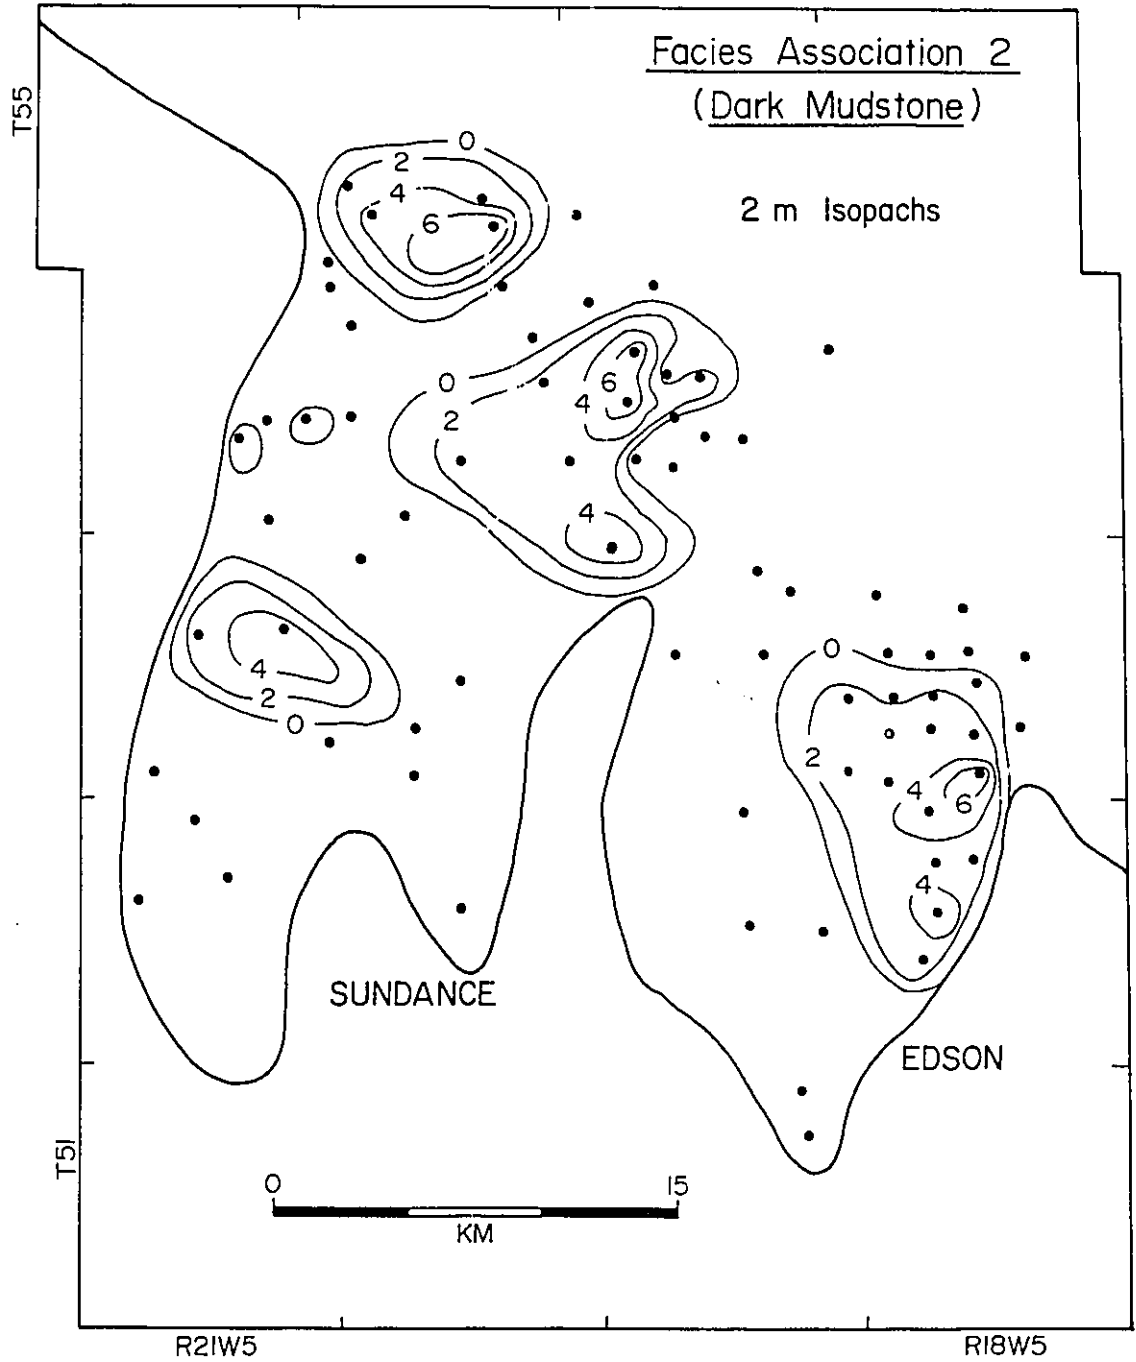 Facies Association 2
(Dark Mudstone)
2 m Isopachs
T55
0
2
4
6
0
2
6
4
4
4
2
0
0
2
4
6
4
SUNDANCE
EDSON
T51
0 15
KM
R21W5 R18W5